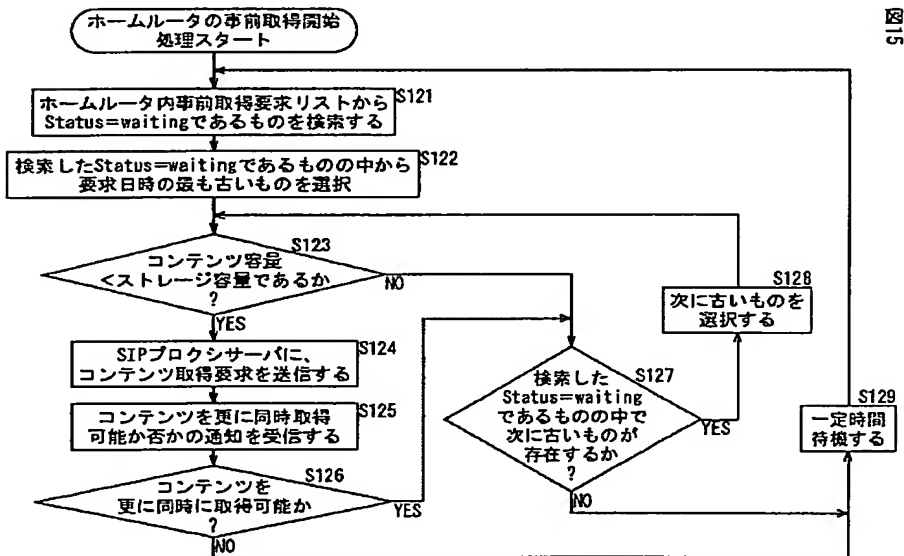 図15
ホームルータの事前取得開始
処理スタート
S121
ホームルータ内事前取得要求リストから
Status=waitingであるものを検索する
S122
検索したStatus=waitingであるものの中から
要求日時の最も古いものを選択
S123
コンテンツ容量
<ストレージ容量であるか
?
NO
YES
S124
SIPプロクシサーバに、
コンテンツ取得要求を送信する
S125
コンテンツを更に同時取得
可能か否かの通知を受信する
S126
コンテンツを
更に同時に取得可能か
?
YES
NO
S127
検索した
Status=waiting
であるものの中で
次に古いものが
存在するか
?
YES
NO
S128
次に古いものを
選択する
S129
一定時間
待機する